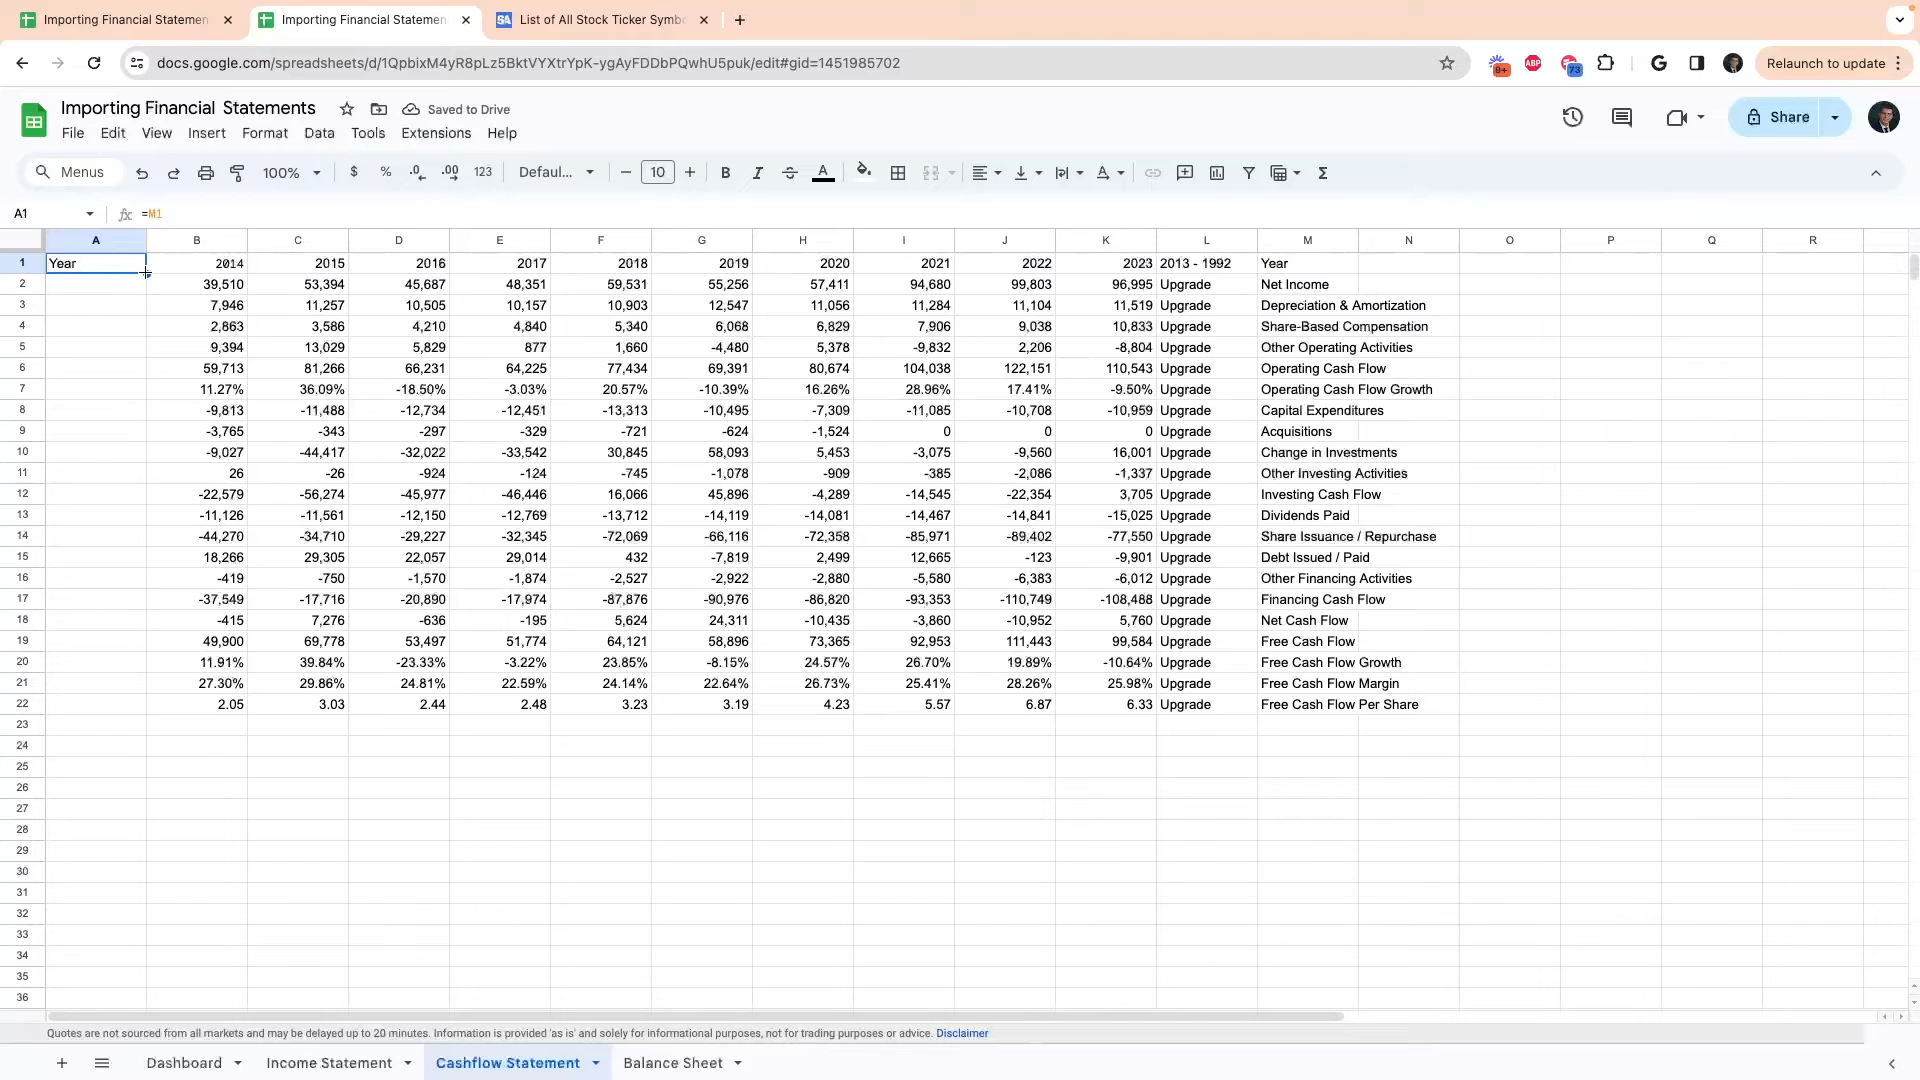 Importing Financial Statemen
Importing Financial Statemen
List of All Stock Ticker Symb
docs.google.com/spreadsheets/d/1QpbixM4yR8pLz5BktVYXtrYpK-ygAyFDDbPQwhU5puk/edit#gid=1451985702
8+
ABP
73
Relaunch to update
Importing Financial Statements
Saved to Drive
File Edit View Insert Format Data Tools Extensions Help
Share
Menus 100% $ % .0 .00 123 Defaul... 10 B I A Σ
A1 fx =M1
A B C D E F G H I J K L M N O P Q R
1 Year 2014 2015 2016 2017 2018 2019 2020 2021 2022 2023 2013 - 1992 Year
2 39,510 53,394 45,687 48,351 59,531 55,256 57,411 94,680 99,803 96,995 Upgrade Net Income
3 7,946 11,257 10,505 10,157 10,903 12,547 11,056 11,284 11,104 11,519 Upgrade Depreciation & Amortization
4 2,863 3,586 4,210 4,840 5,340 6,068 6,829 7,906 9,038 10,833 Upgrade Share-Based Compensation
5 9,394 13,029 5,829 877 1,660 -4,480 5,378 -9,832 2,206 -8,804 Upgrade Other Operating Activities
6 59,713 81,266 66,231 64,225 77,434 69,391 80,674 104,038 122,151 110,543 Upgrade Operating Cash Flow
7 11.27% 36.09% -18.50% -3.03% 20.57% -10.39% 16.26% 28.96% 17.41% -9.50% Upgrade Operating Cash Flow Growth
8 -9,813 -11,488 -12,734 -12,451 -13,313 -10,495 -7,309 -11,085 -10,708 -10,959 Upgrade Capital Expenditures
9 -3,765 -343 -297 -329 -721 -624 -1,524 0 0 0 Upgrade Acquisitions
10 -9,027 -44,417 -32,022 -33,542 30,845 58,093 5,453 -3,075 -9,560 16,001 Upgrade Change in Investments
11 26 -26 -924 -124 -745 -1,078 -909 -385 -2,086 -1,337 Upgrade Other Investing Activities
12 -22,579 -56,274 -45,977 -46,446 16,066 45,896 -4,289 -14,545 -22,354 3,705 Upgrade Investing Cash Flow
13 -11,126 -11,561 -12,150 -12,769 -13,712 -14,119 -14,081 -14,467 -14,841 -15,025 Upgrade Dividends Paid
14 -44,270 -34,710 -29,227 -32,345 -72,069 -66,116 -72,358 -85,971 -89,402 -77,550 Upgrade Share Issuance / Repurchase
15 18,266 29,305 22,057 29,014 432 -7,819 2,499 12,665 -123 -9,901 Upgrade Debt Issued / Paid
16 -419 -750 -1,570 -1,874 -2,527 -2,922 -2,880 -5,580 -6,383 -6,012 Upgrade Other Financing Activities
17 -37,549 -17,716 -20,890 -17,974 -87,876 -90,976 -86,820 -93,353 -110,749 -108,488 Upgrade Financing Cash Flow
18 -415 7,276 -636 -195 5,624 24,311 -10,435 -3,860 -10,952 5,760 Upgrade Net Cash Flow
19 49,900 69,778 53,497 51,774 64,121 58,896 73,365 92,953 111,443 99,584 Upgrade Free Cash Flow
20 11.91% 39.84% -23.33% -3.22% 23.85% -8.15% 24.57% 26.70% 19.89% -10.64% Upgrade Free Cash Flow Growth
21 27.30% 29.86% 24.81% 22.59% 24.14% 22.64% 26.73% 25.41% 28.26% 25.98% Upgrade Free Cash Flow Margin
22 2.05 3.03 2.44 2.48 3.23 3.19 4.23 5.57 6.87 6.33 Upgrade Free Cash Flow Per Share
23
24
25
26
27
28
29
30
31
32
33
34
35
36
Quotes are not sourced from all markets and may be delayed up to 20 minutes. Information is provided 'as is' and solely for informational purposes, not for trading purposes or advice. Disclaimer
Dashboard Income Statement Cashflow Statement Balance Sheet